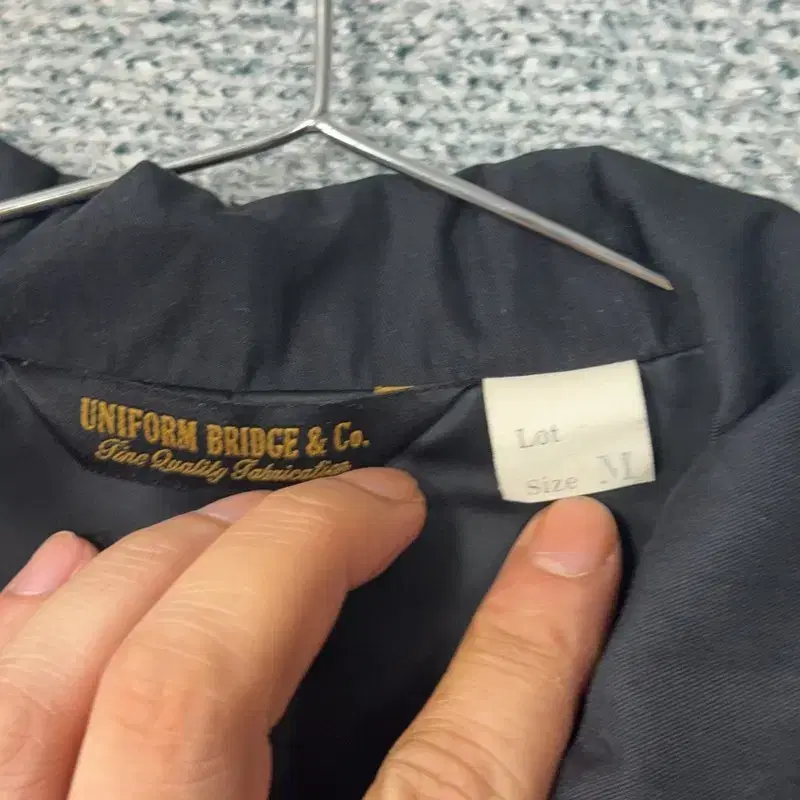 UNIFORM BRIDGE & Co.
Fine Quality Fabrication
Lot
Size M